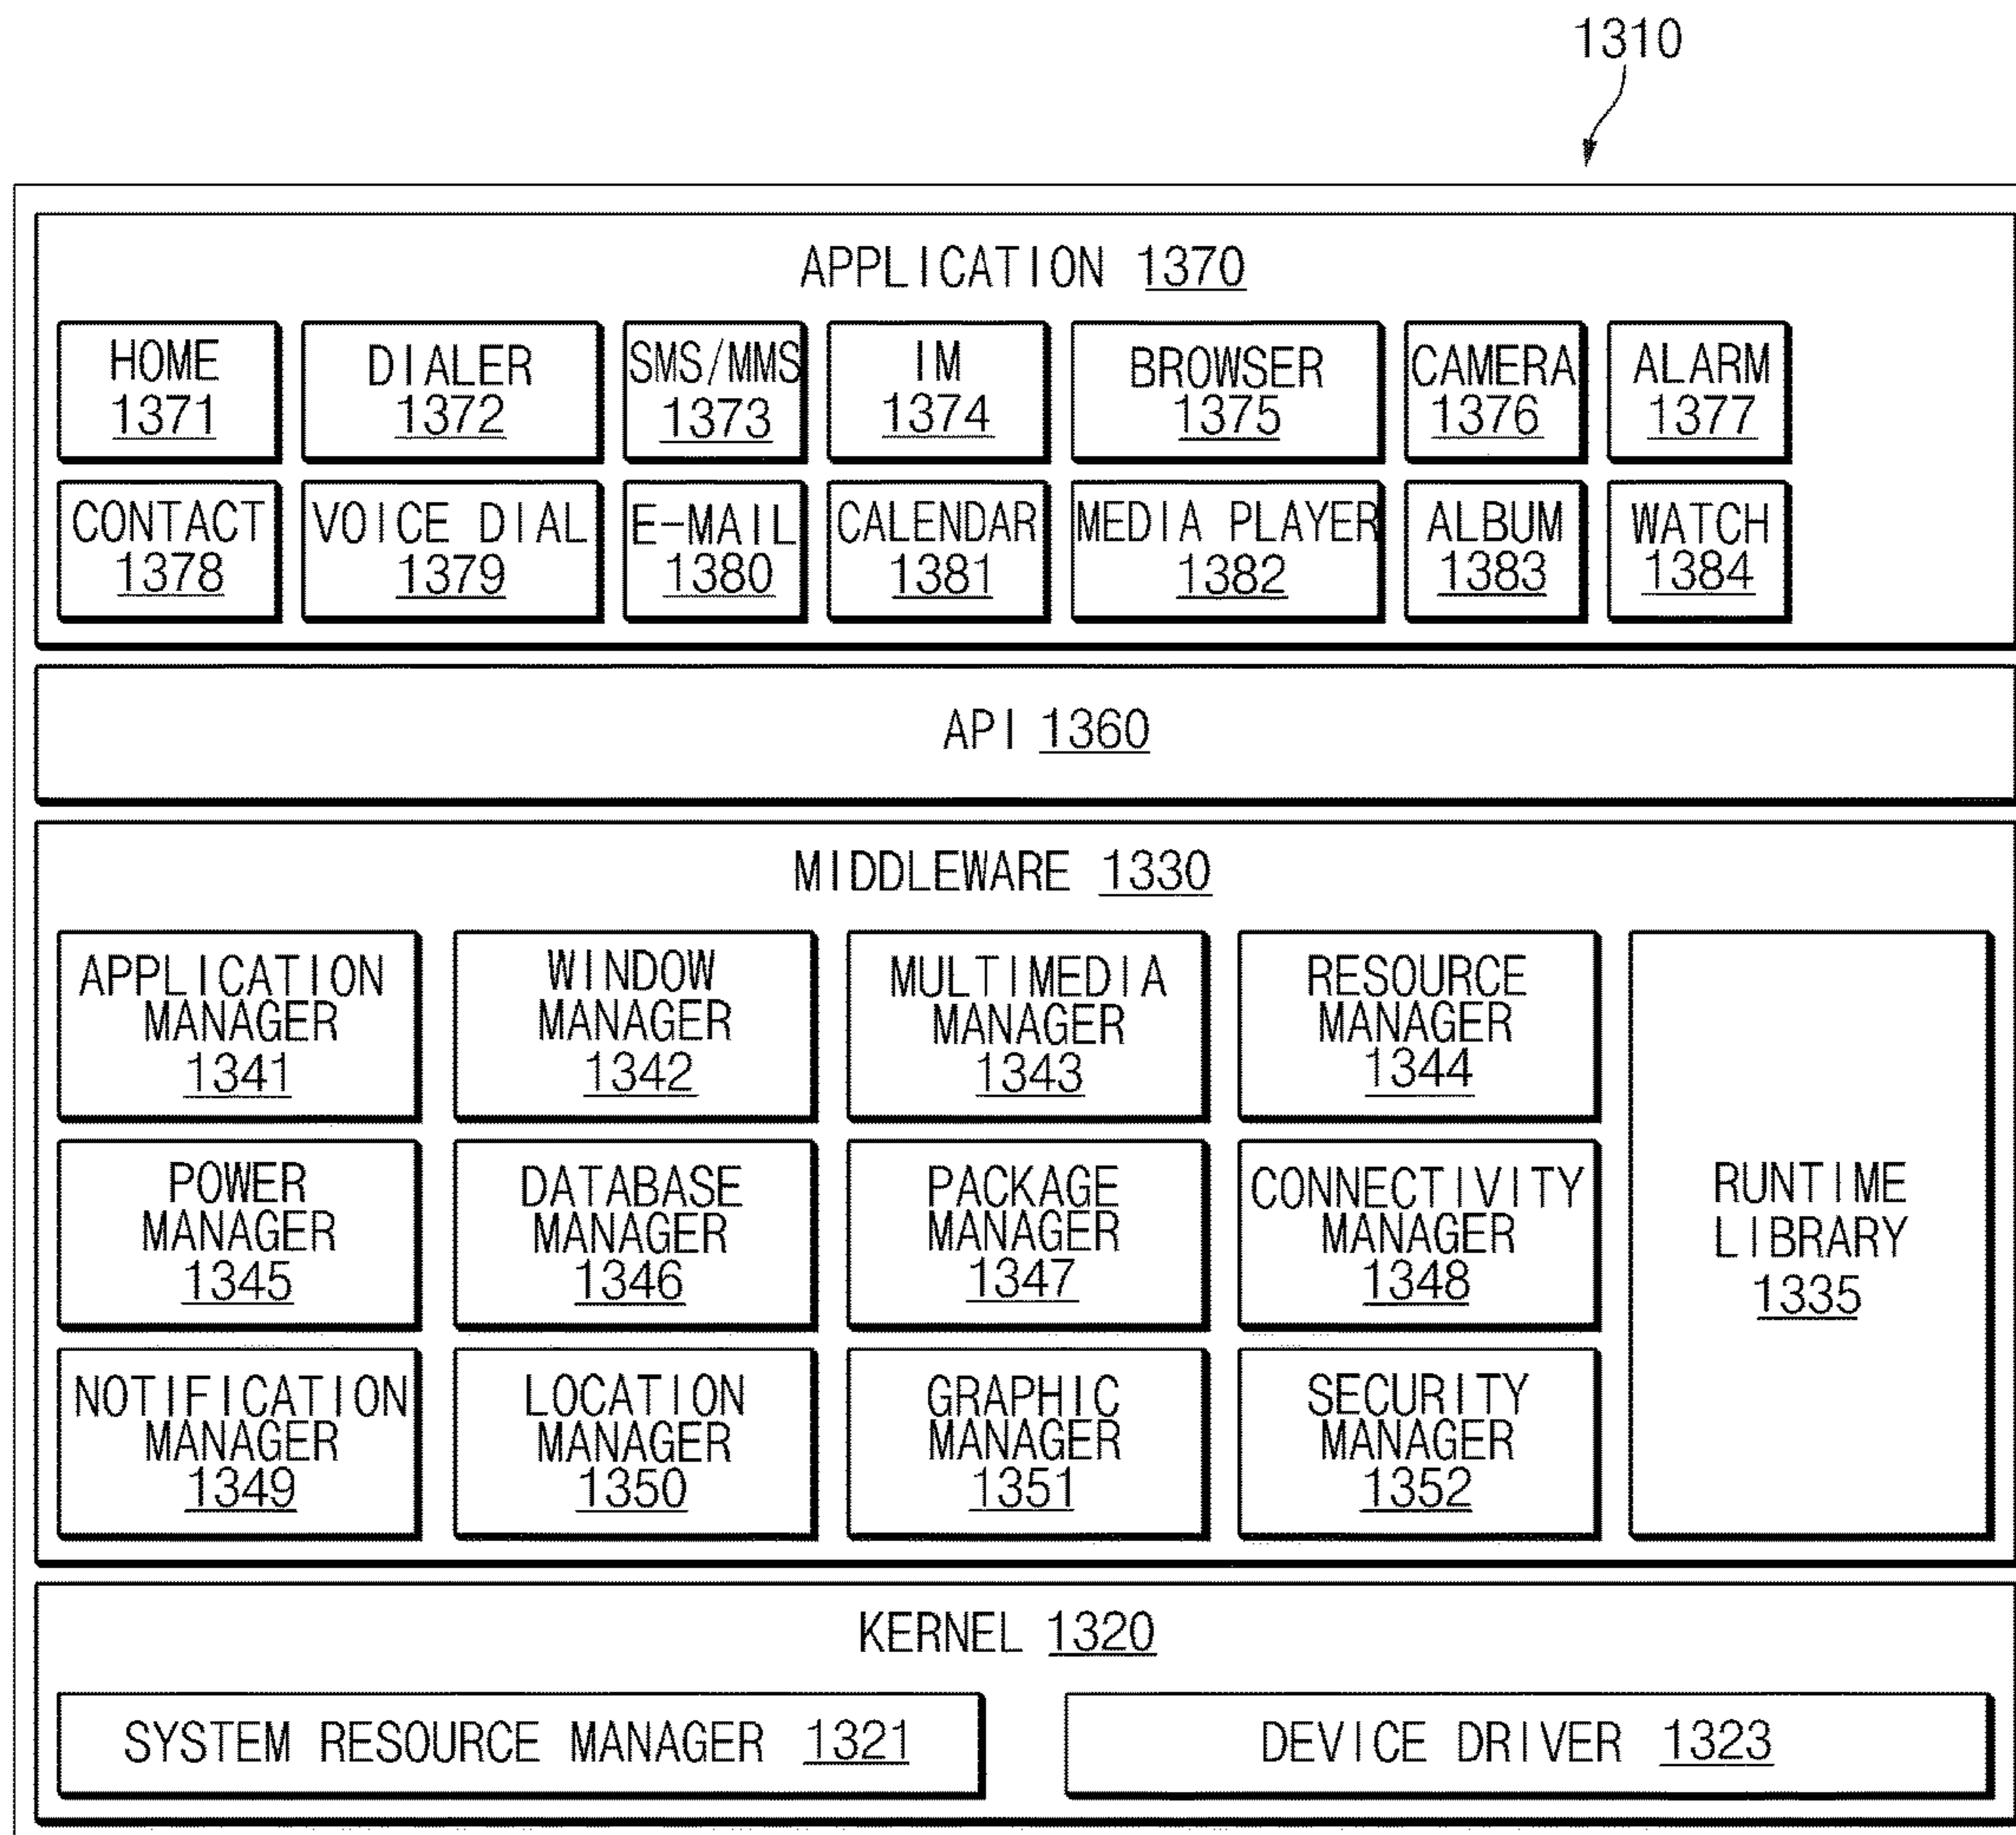 1310
APPLICATION 1370
HOME
1371
DIALER
1372
SMS/MMS
1373
IM
1374
BROWSER
1375
CAMERA
1376
ALARM
1377
CONTACT
1378
VOICE DIAL
1379
E-MAIL
1380
CALENDAR
1381
MEDIA PLAYER
1382
ALBUM
1383
WATCH
1384
API 1360
MIDDLEWARE 1330
APPLICATION
MANAGER
1341
WINDOW
MANAGER
1342
MULTIMEDIA
MANAGER
1343
RESOURCE
MANAGER
1344
POWER
MANAGER
1345
DATABASE
MANAGER
1346
PACKAGE
MANAGER
1347
CONNECTIVITY
MANAGER
1348
NOTIFICATION
MANAGER
1349
LOCATION
MANAGER
1350
GRAPHIC
MANAGER
1351
SECURITY
MANAGER
1352
RUNTIME
LIBRARY
1335
KERNEL 1320
SYSTEM RESOURCE MANAGER 1321
DEVICE DRIVER 1323